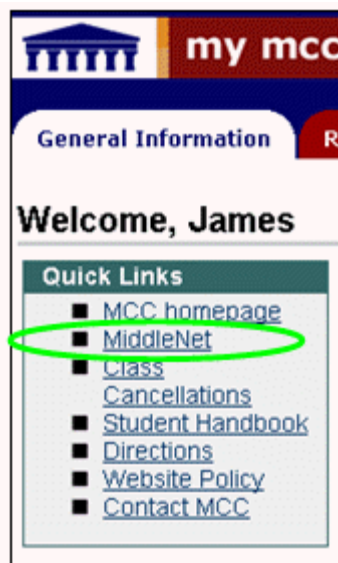 my mcc
General Information
R
Welcome, James
Quick Links
MCC homepage
MiddleNet
Class
Cancellations
Student Handbook
Directions
Website Policy
Contact MCC